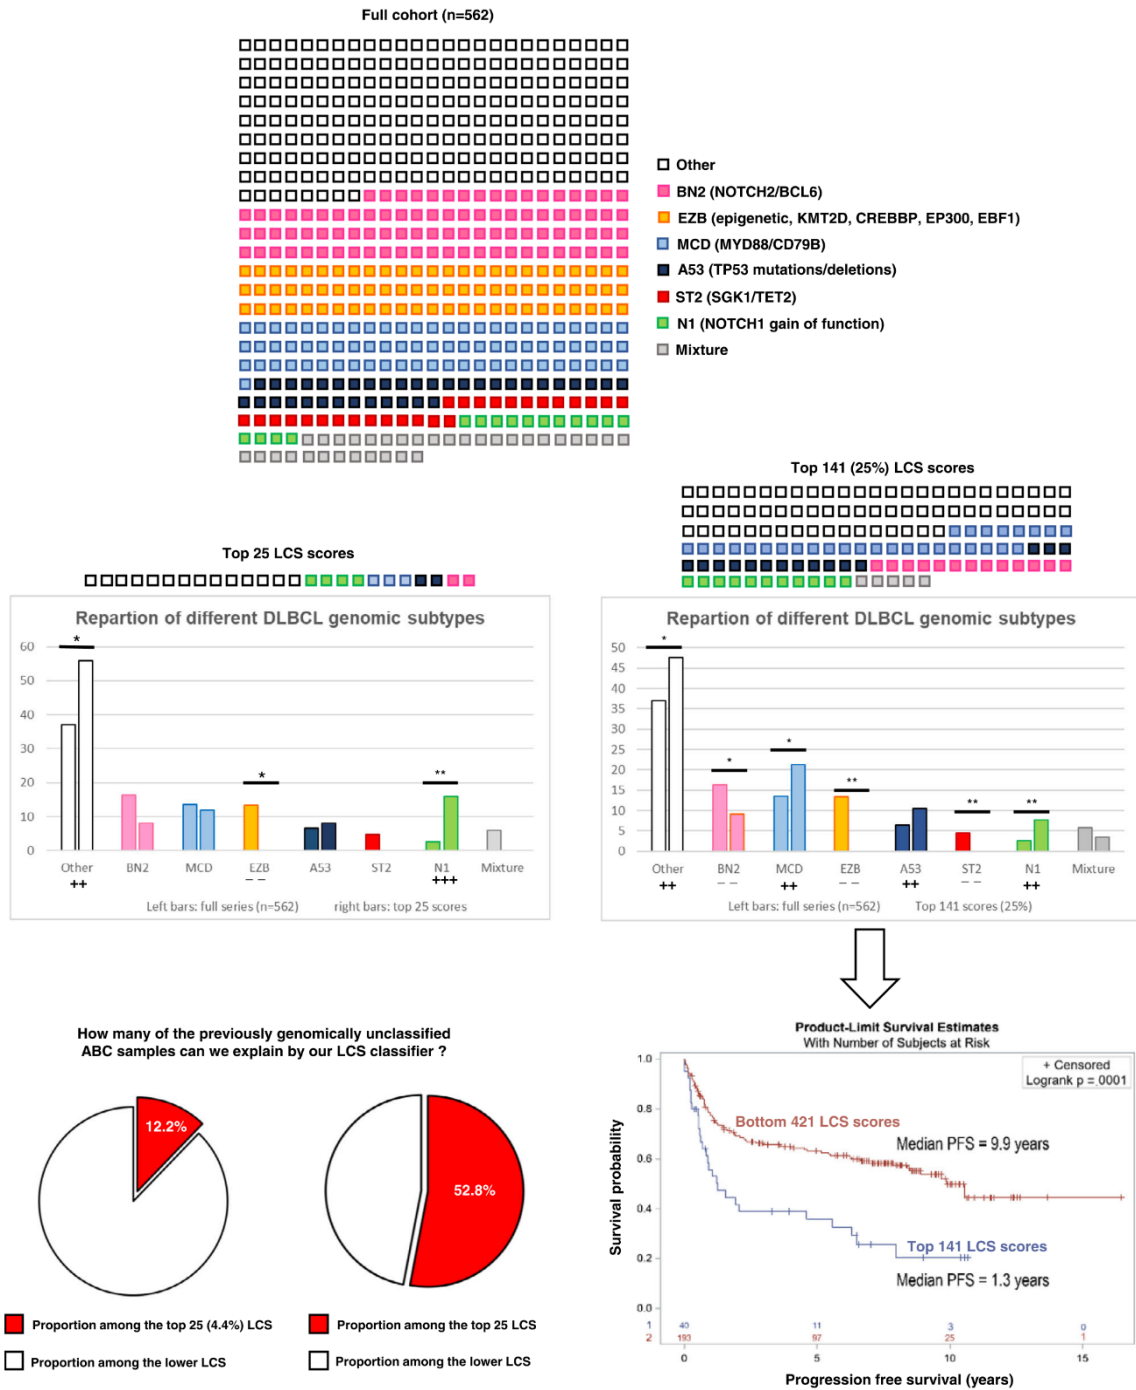 Full cohort (n=562)
Other
BN2 (NOTCH2/BCL6)
EZB (epigenetic, KMT2D, CREBBP, EP300, EBF1)
MCD (MYD88/CD79B)
A53 (TP53 mutations/deletions)
ST2 (SGK1/TET2)
N1 (NOTCH1 gain of function)
Mixture
Top 25 LCS scores
Repartion of different DLBCL genomic subtypes
60
50
40
30
20
10
0
*
*
**
Other BN2 MCD EZB A53 ST2 N1 Mixture
++ -- +++
Left bars: full series (n=562) right bars: top 25 scores
Top 141 (25%) LCS scores
Repartion of different DLBCL genomic subtypes
50
45
40
35
30
25
20
15
10
5
0
*
*
*
**
**
**
Other BN2 MCD EZB A53 ST2 N1 Mixture
++ -- ++ -- ++ -- ++
Left bars: full series (n=562) Top 141 scores (25%)
How many of the previously genomically unclassified
ABC samples can we explain by our LCS classifier ?
12.2%
52.8%
Proportion among the top 25 (4.4%) LCS
Proportion among the lower LCS
Proportion among the top 25 LCS
Proportion among the lower LCS
Product-Limit Survival Estimates
With Number of Subjects at Risk
+ Censored
Logrank p =.0001
Survival probability
1.0
0.8
0.6
0.4
0.2
0.0
Bottom 421 LCS scores
Median PFS = 9.9 years
Top 141 LCS scores
Median PFS = 1.3 years
1 40 11 3 0
2 193 97 25 1
0 5 10 15
Progression free survival (years)